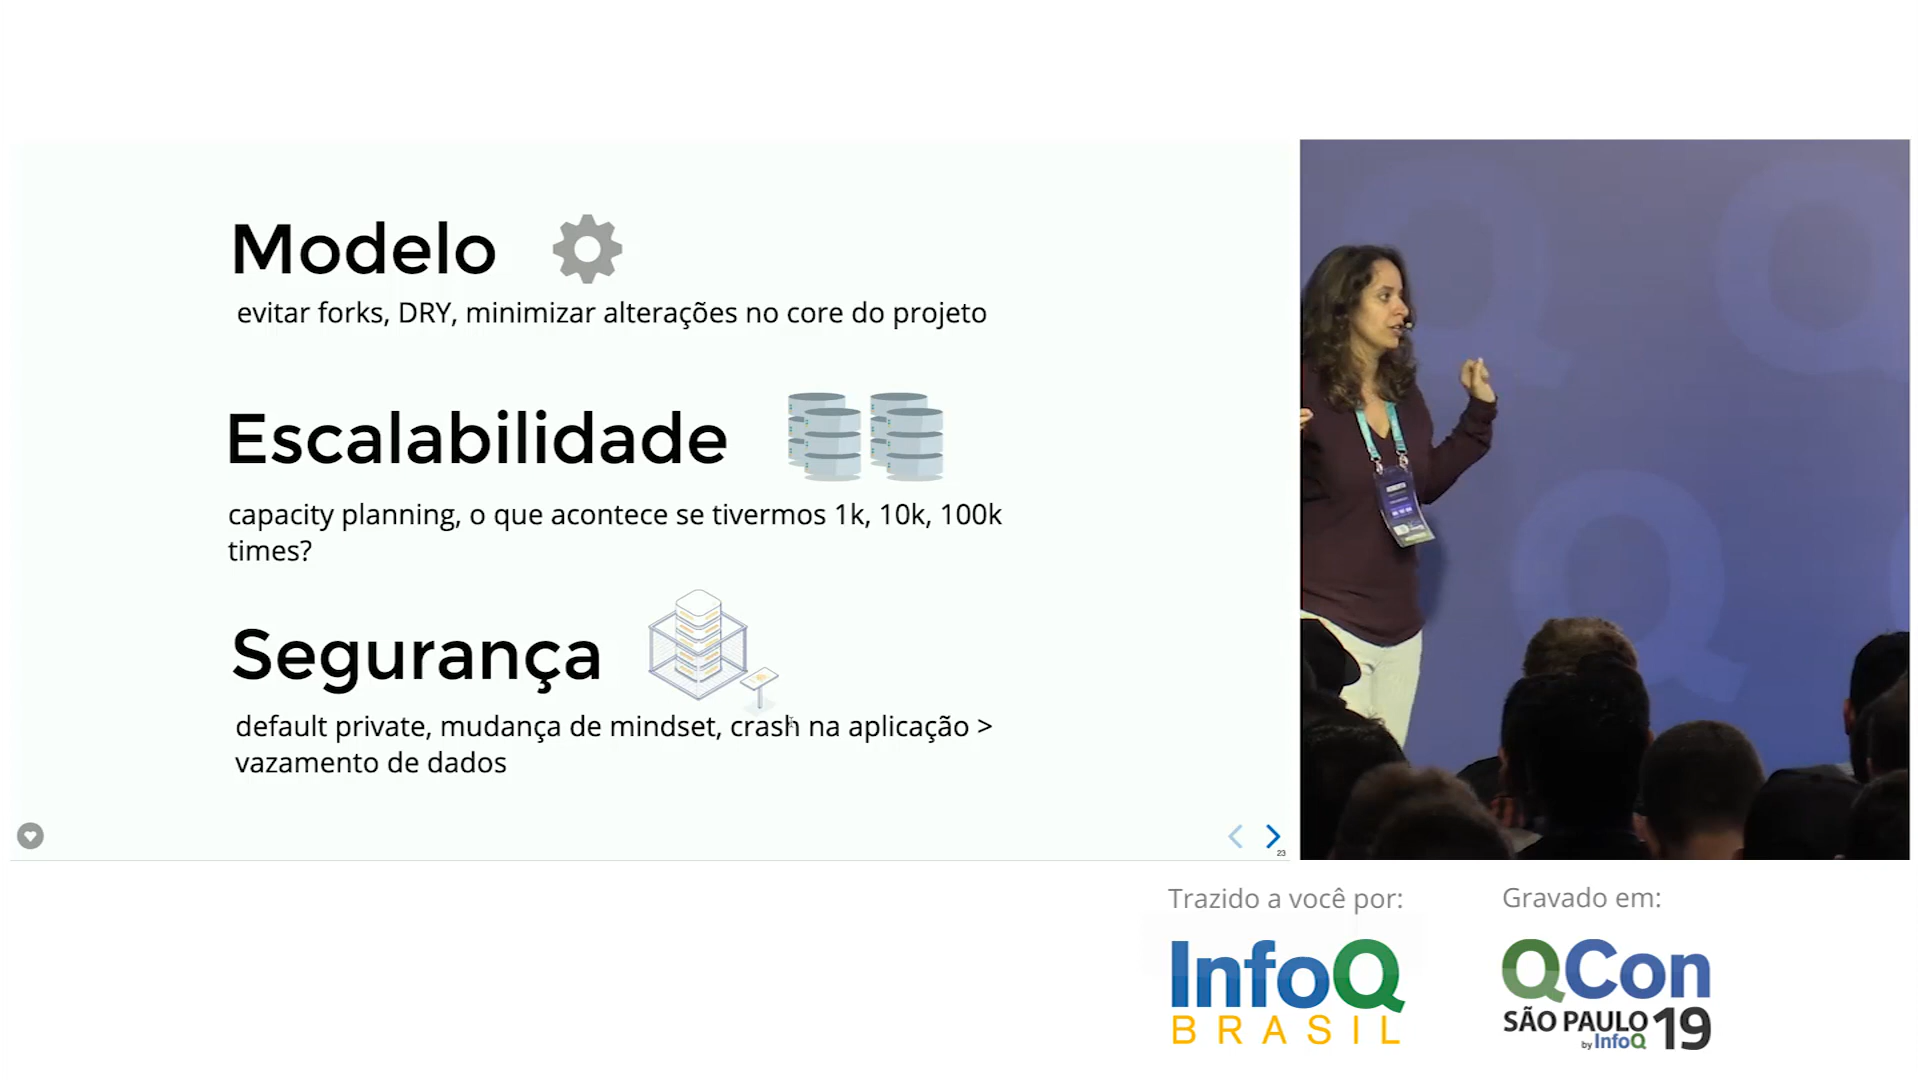 Modelo
evitar forks, DRY, minimizar alterações no core do projeto
Escalabilidade
capacity planning, o que acontece se tivermos 1k, 10k, 100k
times?
Segurança
default private, mudança de mindset, crash na aplicação >
vazamento de dados
23
Trazido a você por:
InfoQ
BRASIL
Gravado em:
QCon
SÃO PAULO 19
by InfoQ